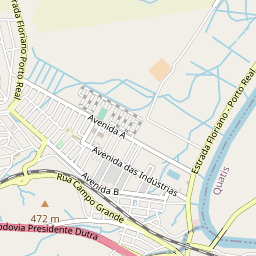 Estrada Floriano Porto Real
Avenida A
Estrada Floriano - Porto Real
Avenida das Indústrias
Quatis
Rua Campo Grande
Avenida B
472 m
odovia Presidente Dutra